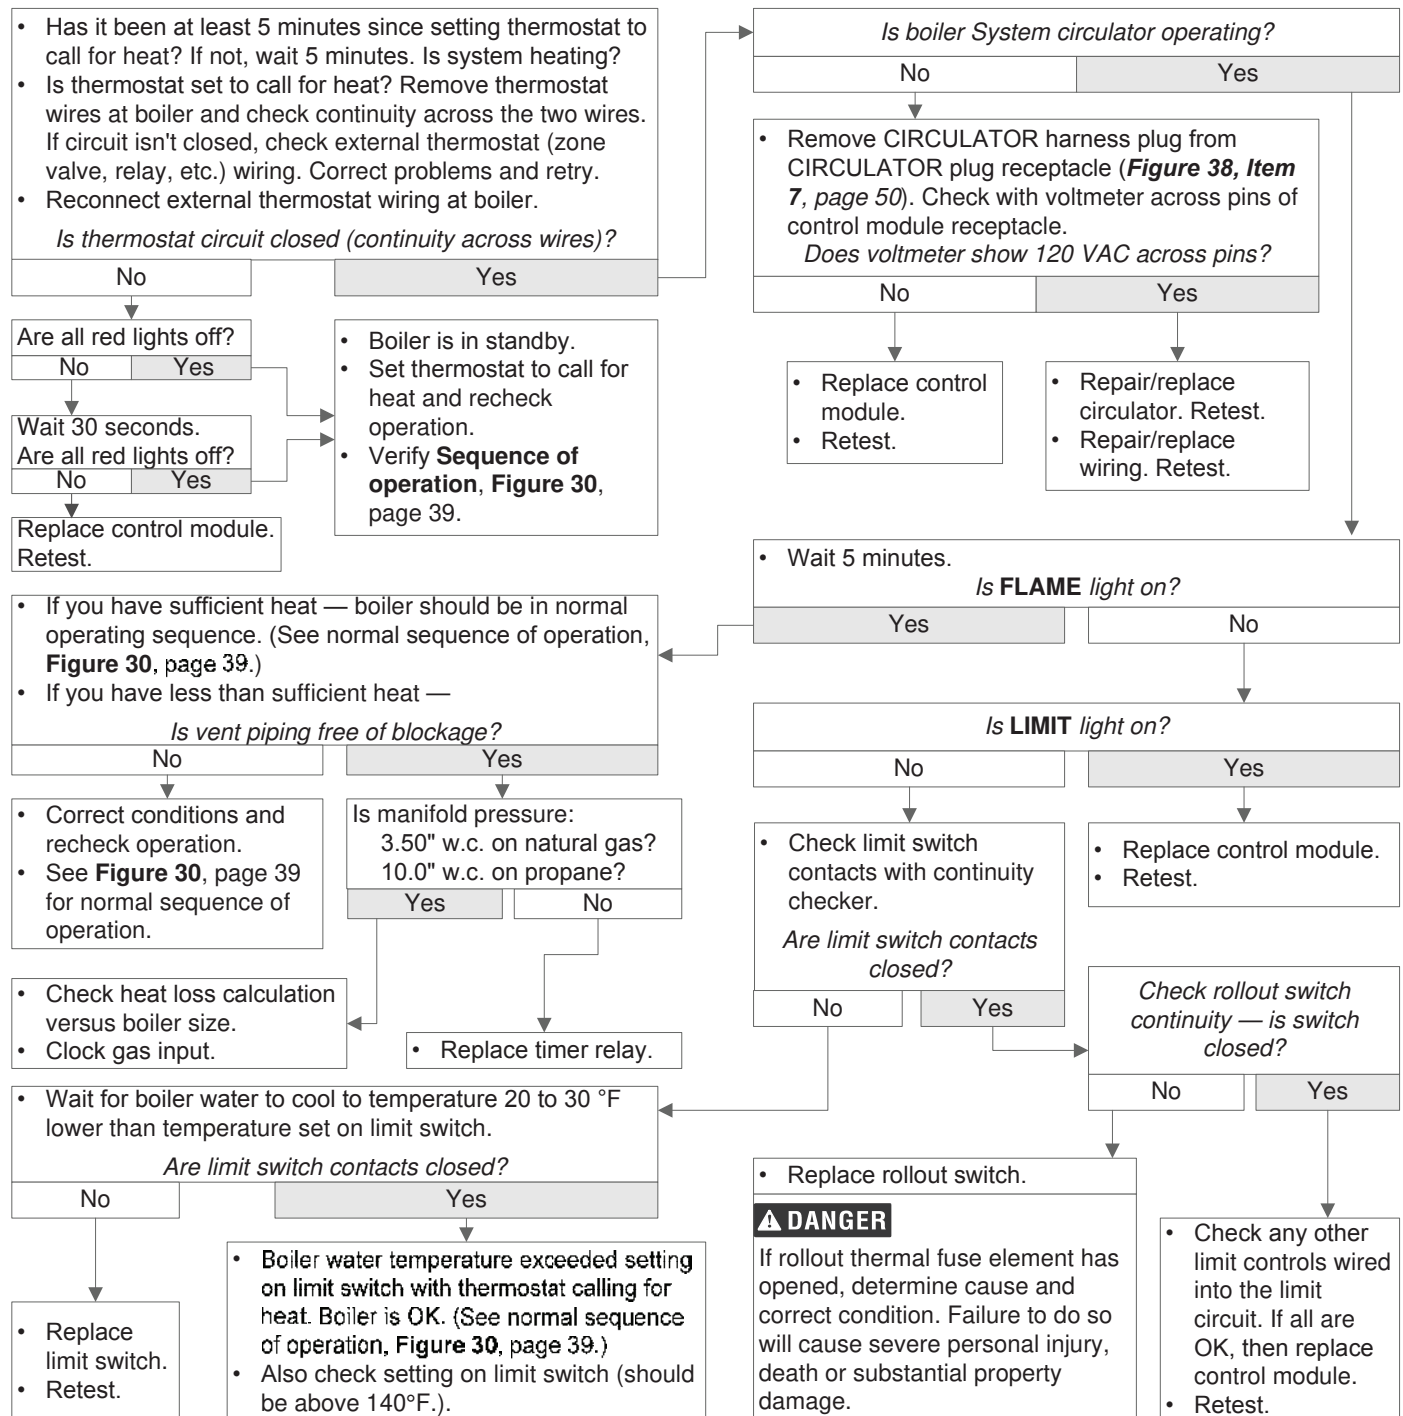 • Has it been at least 5 minutes since setting thermostat to
call for heat? If not, wait 5 minutes. Is system heating?
• Is thermostat set to call for heat? Remove thermostat
wires at boiler and check continuity across the two wires.
If circuit isn't closed, check external thermostat (zone
valve, relay, etc.) wiring. Correct problems and retry.
• Reconnect external thermostat wiring at boiler.
Is thermostat circuit closed (continuity across wires)?
No
Yes
Are all red lights off?
No
Yes
Wait 30 seconds.
Are all red lights off?
No
Yes
Replace control module.
Retest.
• Boiler is in standby.
• Set thermostat to call for
heat and recheck
operation.
• Verify Sequence of
operation, Figure 30,
page 39.
Is boiler System circulator operating?
No
Yes
• Remove CIRCULATOR harness plug from
CIRCULATOR plug receptacle (Figure 38, Item
7, page 50). Check with voltmeter across pins of
control module receptacle.
Does voltmeter show 120 VAC across pins?
No
Yes
• Replace control
module.
• Retest.
• Repair/replace
circulator. Retest.
• Repair/replace
wiring. Retest.
• Wait 5 minutes.
Is FLAME light on?
Yes
No
• If you have sufficient heat — boiler should be in normal
operating sequence. (See normal sequence of operation,
Figure 30, page 39.)
• If you have less than sufficient heat —
Is vent piping free of blockage?
No
Yes
• Correct conditions and
recheck operation.
• See Figure 30, page 39
for normal sequence of
operation.
Is manifold pressure:
3.50" w.c. on natural gas?
10.0" w.c. on propane?
Yes
No
• Check heat loss calculation
versus boiler size.
• Clock gas input.
• Replace timer relay.
Is LIMIT light on?
No
Yes
• Check limit switch
contacts with continuity
checker.
Are limit switch contacts
closed?
No
Yes
• Replace control module.
• Retest.
Check rollout switch
continuity — is switch
closed?
No
Yes
• Wait for boiler water to cool to temperature 20 to 30 °F
lower than temperature set on limit switch.
Are limit switch contacts closed?
No
Yes
• Replace
limit switch.
• Retest.
• Boiler water temperature exceeded setting
on limit switch with thermostat calling for
heat. Boiler is OK. (See normal sequence
of operation, Figure 30, page 39.)
• Also check setting on limit switch (should
be above 140°F.).
• Replace rollout switch.
DANGER
If rollout thermal fuse element has
opened, determine cause and
correct condition. Failure to do so
will cause severe personal injury,
death or substantial property
damage.
• Check any other
limit controls wired
into the limit
circuit. If all are
OK, then replace
control module.
• Retest.